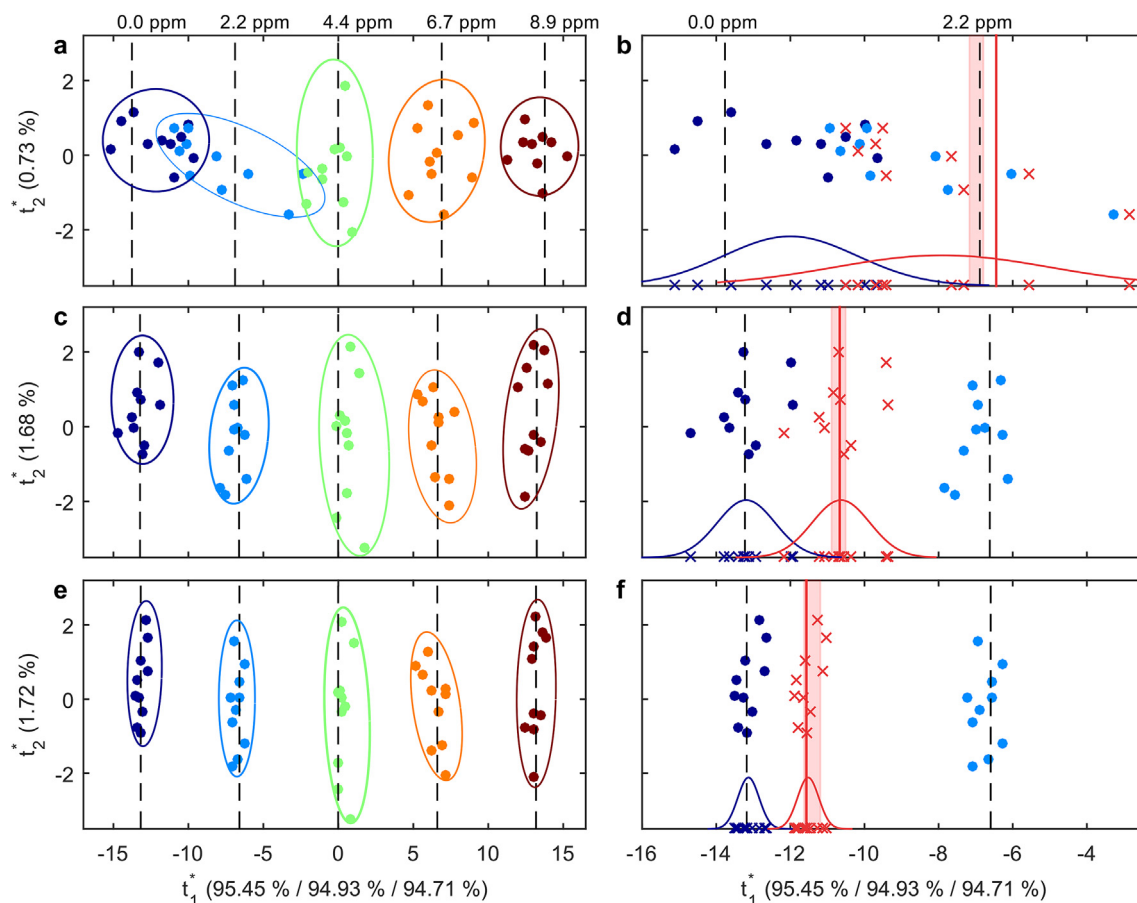 0.0 ppm 2.2 ppm 4.4 ppm 6.7 ppm 8.9 ppm 0.0 ppm 2.2 ppm
a b
2
0
-2
t*2 (0.73 %)
c d
2
0
-2
t*2 (1.68 %)
e f
2
0
-2
t*2 (1.72 %)
-15 -10 -5 0 5 10 15 -16 -14 -12 -10 -8 -6 -4
t*1 (95.45 % / 94.93 % / 94.71 %) t*1 (95.45 % / 94.93 % / 94.71 %)